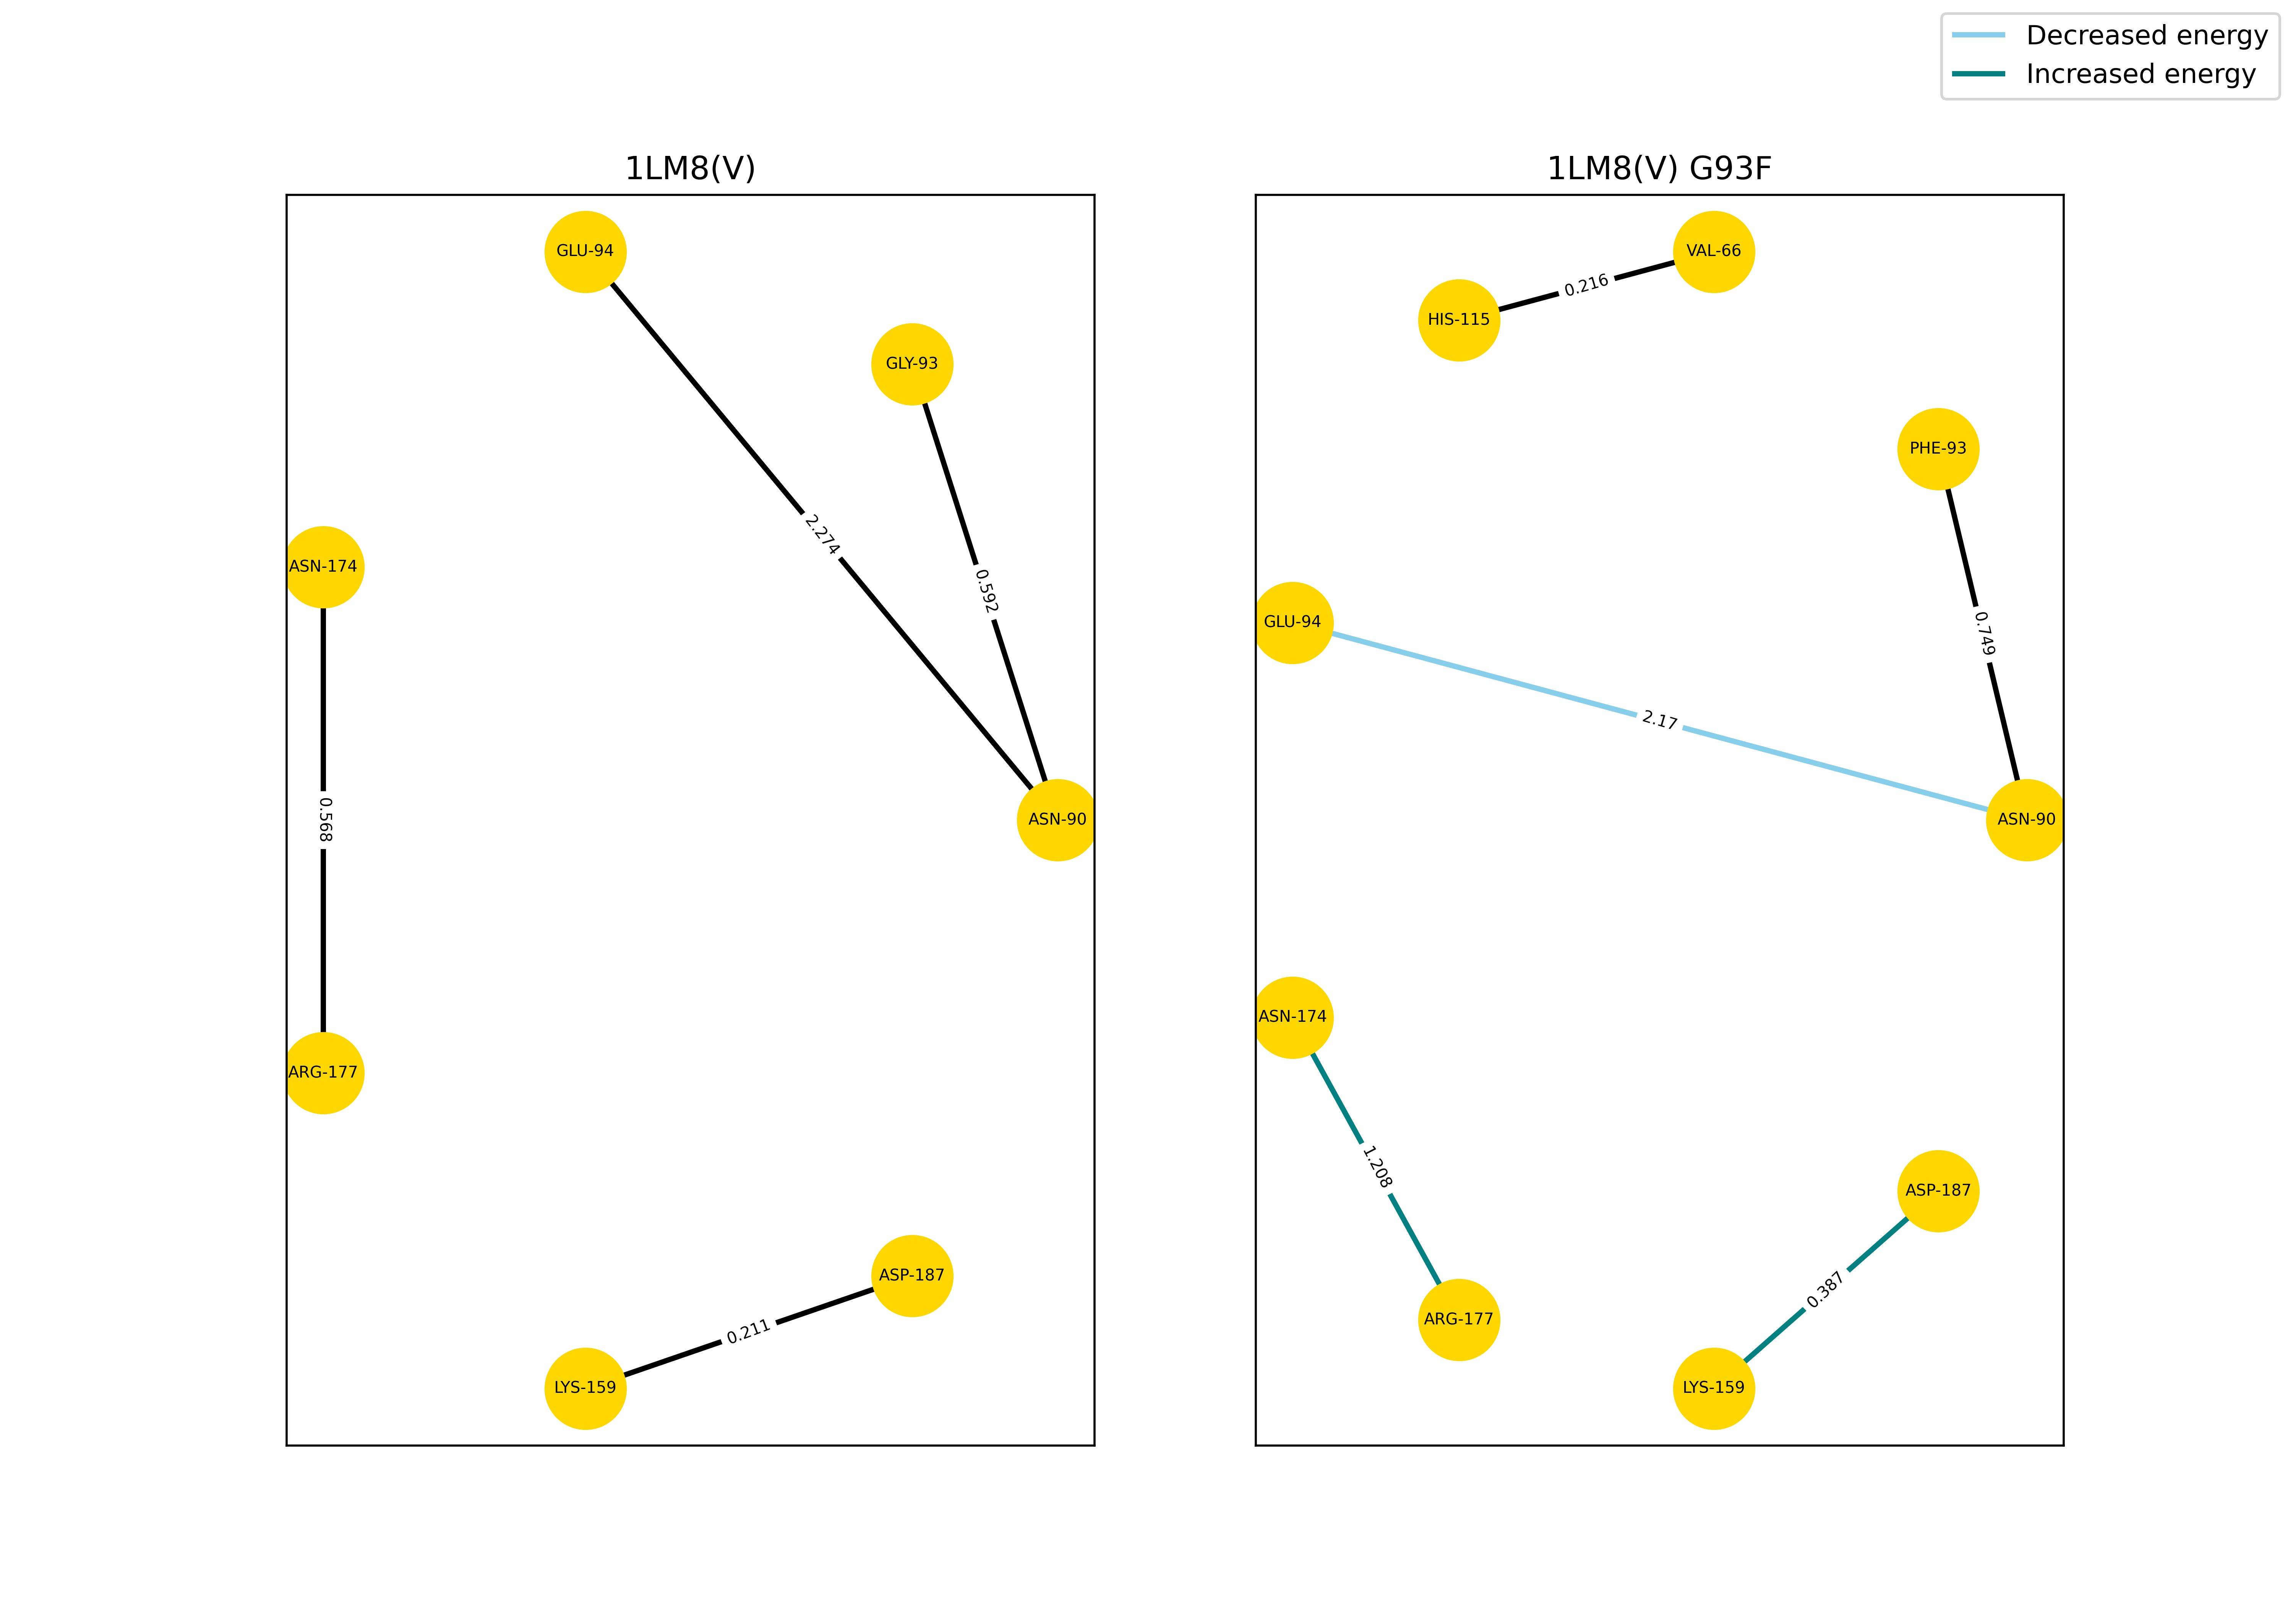 Decreased energy
Increased energy
1LM8(V)
GLU-94
GLY-93
2.274
ASN-174
0.592
0.568
ASN-90
ARG-177
ASP-187
0.211
LYS-159
1LM8(V) G93F
VAL-66
0.216
HIS-115
PHE-93
GLU-94
0.749
2.17
ASN-90
ASN-174
1.208
ASP-187
0.387
ARG-177
LYS-159